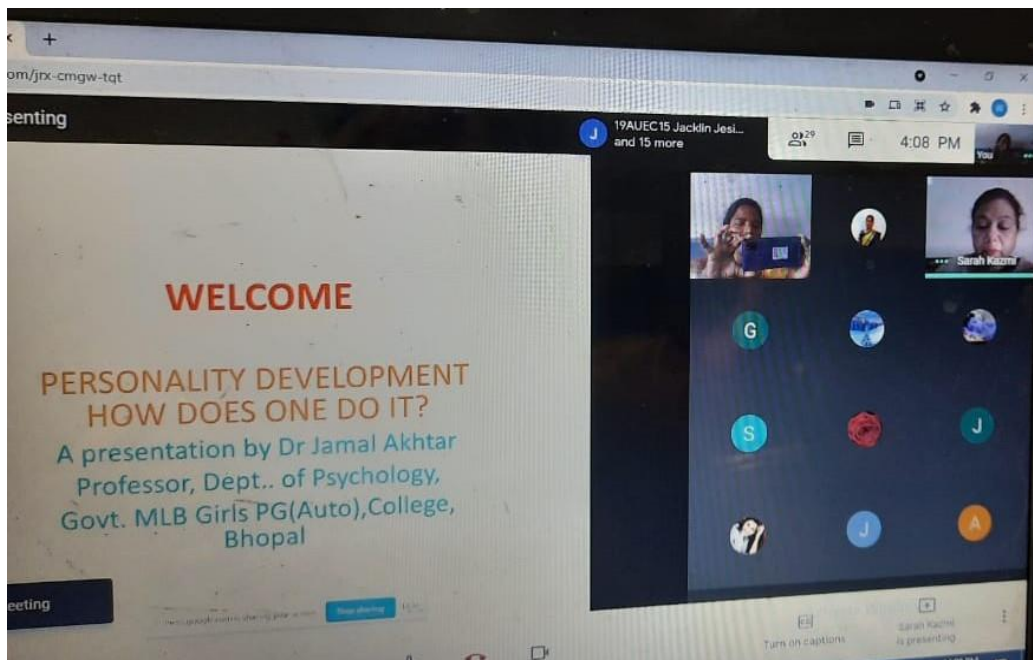 om/jrx-cmgw-tqt
senting
19AUEC15 Jacklin Jesi...
and 15 more
29
4:08 PM
You
Sarah Kazmi
WELCOME
PERSONALITY DEVELOPMENT
HOW DOES ONE DO IT?
A presentation by Dr Jamal Akhtar
Professor, Dept.. of Psychology,
Govt. MLB Girls PG(Auto),College,
Bhopal
J
G
S
J
J
A
eeting
Stop sharing
Turn on captions
Sarah Kazmi
is presenting